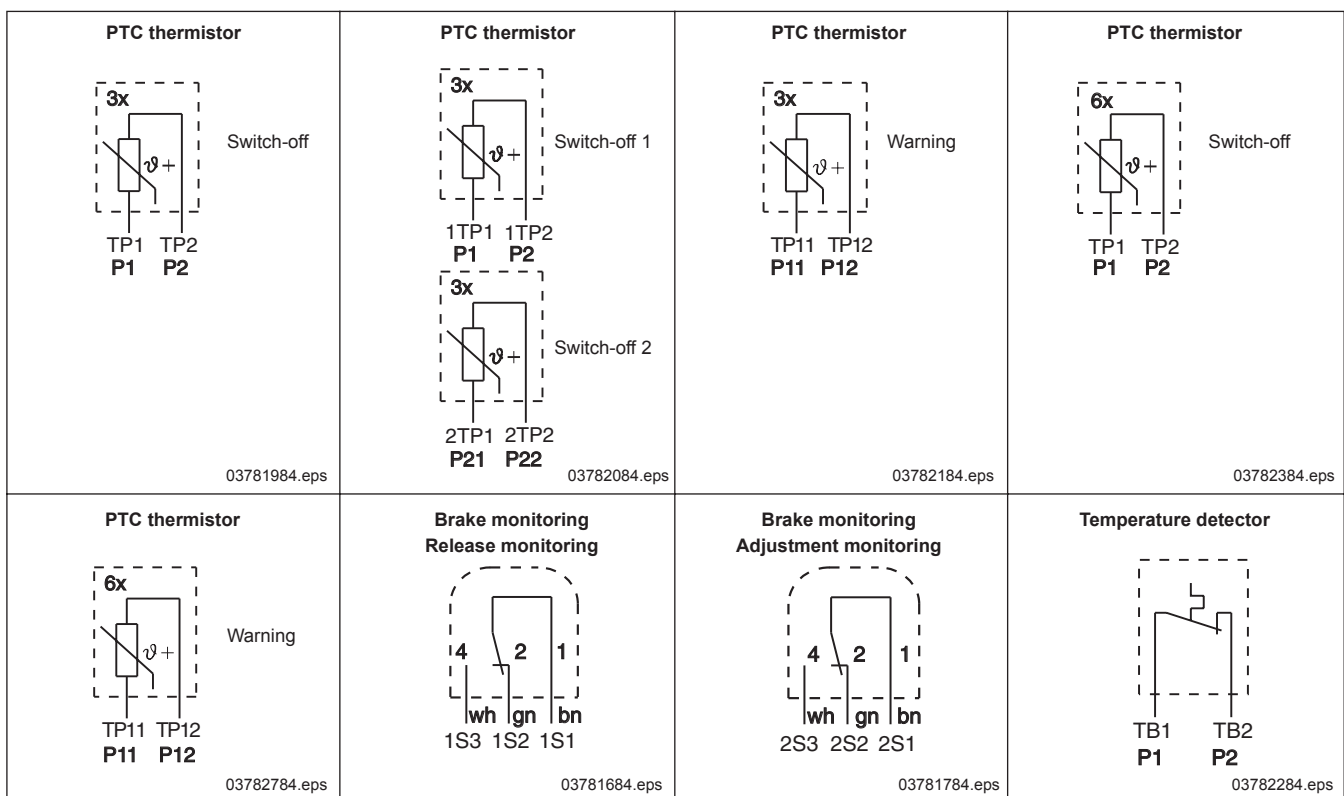 PTC thermistor
3x
Switch-off
ϑ +
TP1 TP2
P1 P2
03781984.eps
PTC thermistor
3x
Switch-off 1
ϑ +
1TP1 1TP2
P1 P2
3x
Switch-off 2
ϑ +
2TP1 2TP2
P21 P22
03782084.eps
PTC thermistor
3x
Warning
ϑ +
TP11 TP12
P11 P12
03782184.eps
PTC thermistor
6x
Switch-off
ϑ +
TP1 TP2
P1 P2
03782384.eps
PTC thermistor
6x
Warning
ϑ +
TP11 TP12
P11 P12
03782784.eps
Brake monitoring
Release monitoring
4 2 1
wh gn bn
1S3 1S2 1S1
03781684.eps
Brake monitoring
Adjustment monitoring
4 2 1
wh gn bn
2S3 2S2 2S1
03781784.eps
Temperature detector
TB1 TB2
P1 P2
03782284.eps